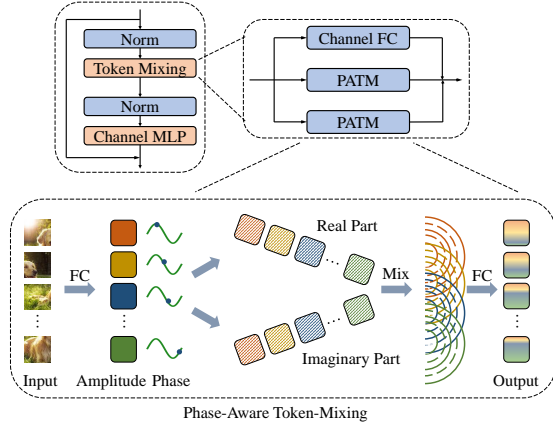 Norm
Token Mixing
Norm
Channel MLP
Channel FC
PATM
PATM
FC
Real Part
...
Mix
FC
...
Imaginary Part
Input
Amplitude Phase
Output
Phase-Aware Token-Mixing